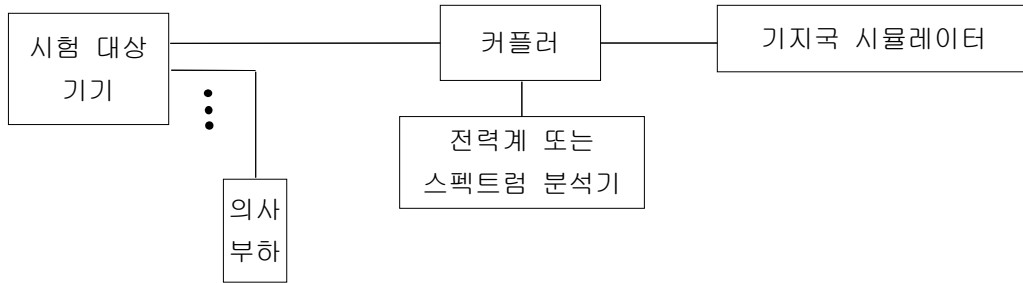 시험 대상
기기
커플러
기지국 시뮬레이터
전력계 또는
스펙트럼 분석기
의사
부하